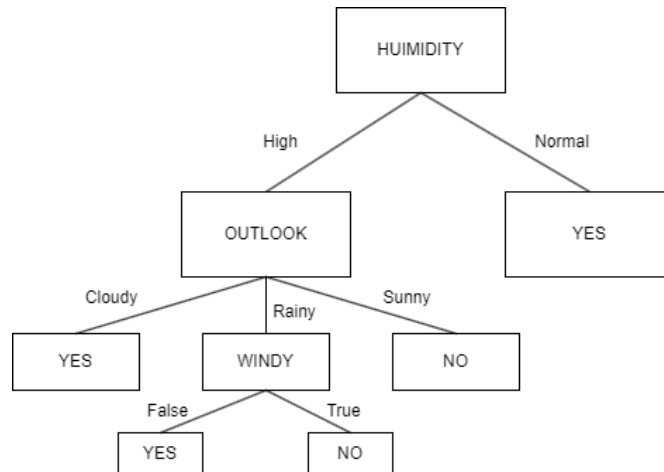 HUIMIDITY
High
Normal
OUTLOOK
YES
Cloudy
Rainy
Sunny
YES
WINDY
NO
False
True
YES
NO